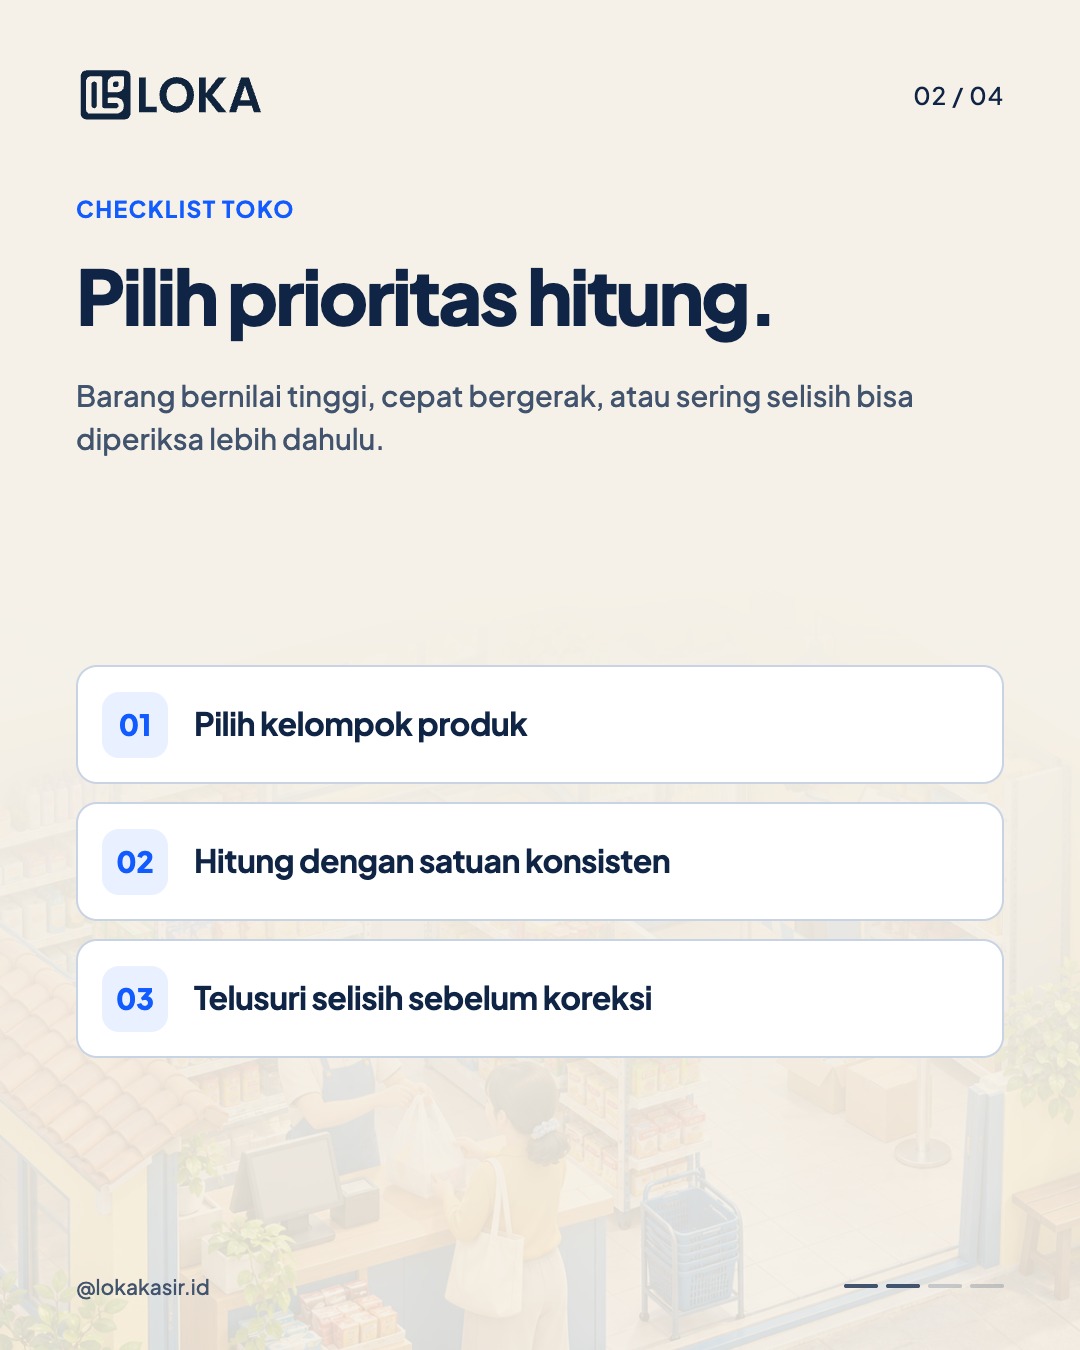 LOKA
02 / 04
CHECKLIST TOKO
Pilih prioritas hitung.
Barang bernilai tinggi, cepat bergerak, atau sering selisih bisa
diperiksa lebih dahulu.
01 Pilih kelompok produk
02 Hitung dengan satuan konsisten
03 Telusuri selisih sebelum koreksi
@lokakasir.id